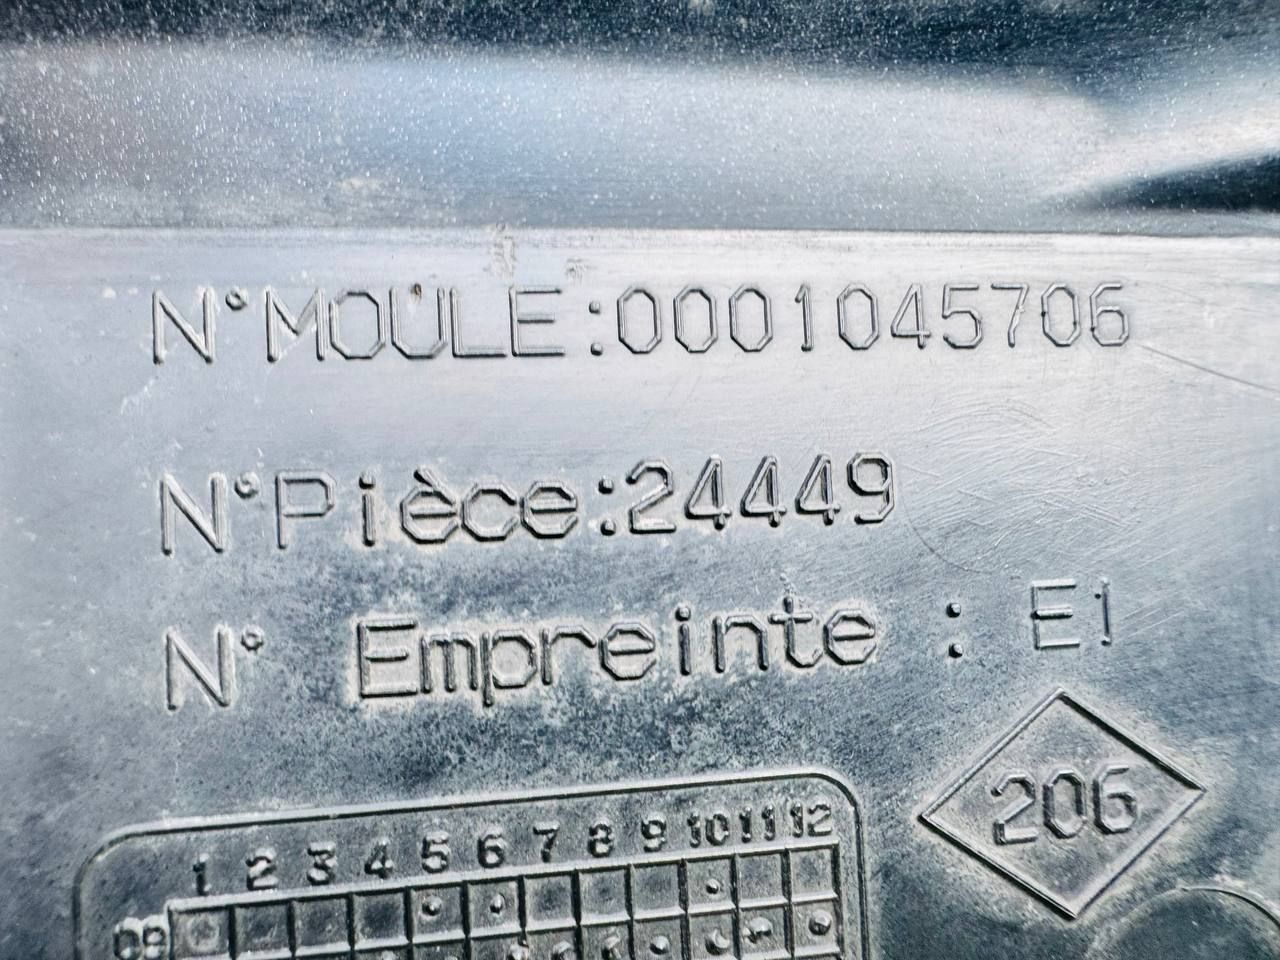 N°MOULE:0001045706
N°Pièce:24449
N° Empreinte : E1
206
1 2 3 4 5 6 7 8 9 10 11 12
08